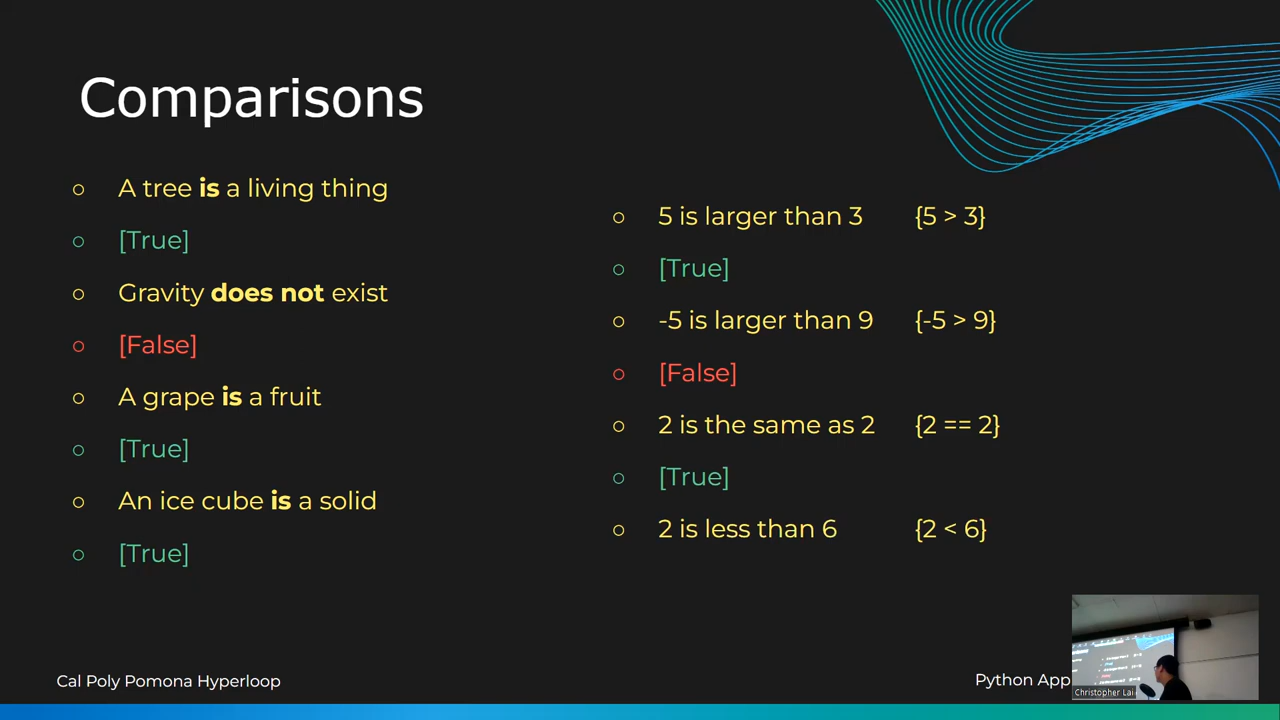 Comparisons
A tree is a living thing
[True]
Gravity does not exist
[False]
A grape is a fruit
[True]
An ice cube is a solid
[True]
5 is larger than 3 {5 > 3}
[True]
-5 is larger than 9 {-5 > 9}
[False]
2 is the same as 2 {2 == 2}
[True]
2 is less than 6 {2 < 6}
Cal Poly Pomona Hyperloop
Python App
Christopher Lai